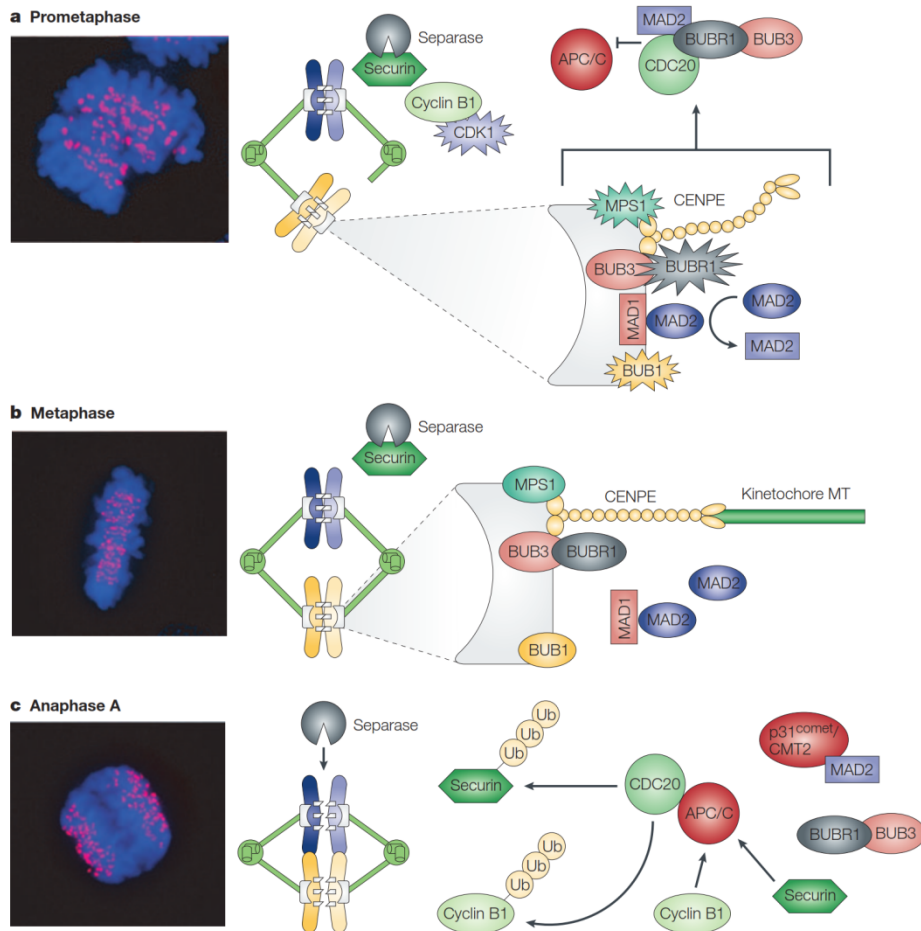 a Prometaphase
Separase
Securin
Cyclin B1
CDK1
MAD2
BUBR1
BUB3
APC/C
CDC20
MPS1
CENPE
BUB3
BUBR1
MAD1
MAD2
MAD2
MAD2
BUB1
b Metaphase
Separase
Securin
MPS1
CENPE
Kinetochore MT
BUB3
BUBR1
MAD1
MAD2
MAD2
BUB1
c Anaphase A
Separase
Ub
Ub
Ub
Ub
Securin
CDC20
APC/C
p31comet/
CMT2
MAD2
BUBR1
BUB3
Ub
Ub
Ub
Ub
Cyclin B1
Cyclin B1
Securin